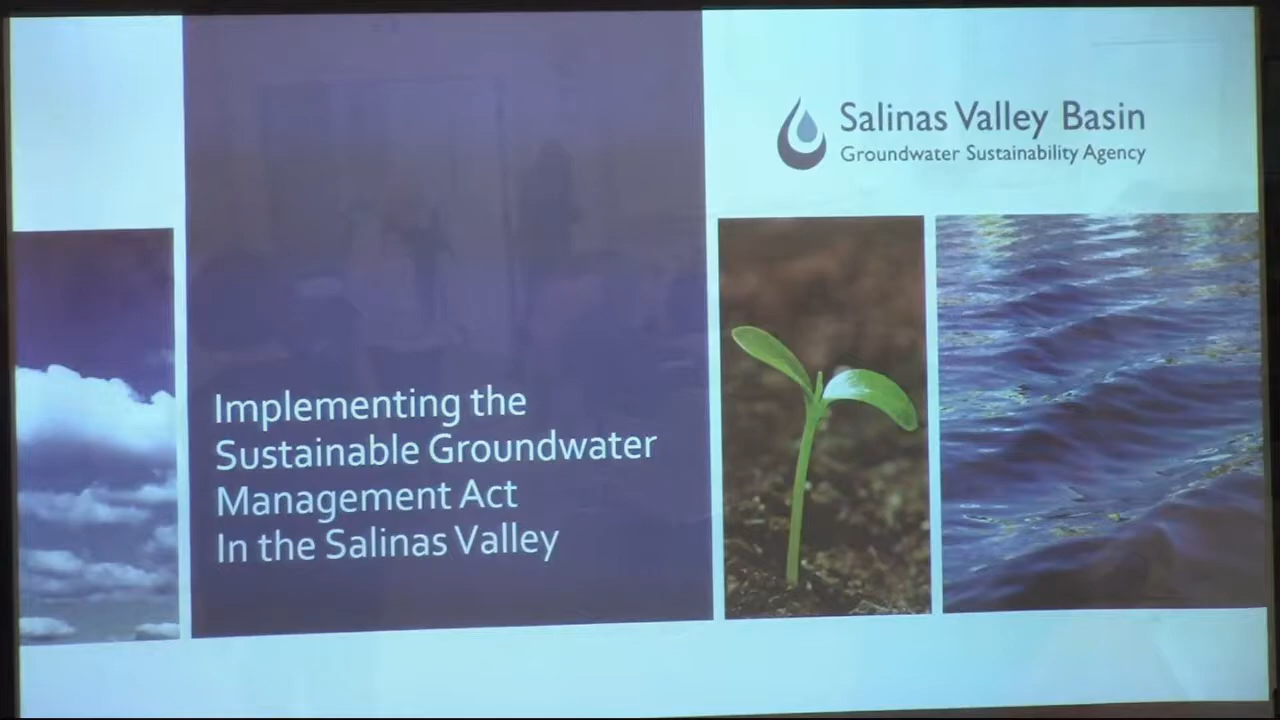 Salinas Valley Basin
Groundwater Sustainability Agency
Implementing the
Sustainable Groundwater
Management Act
In the Salinas Valley